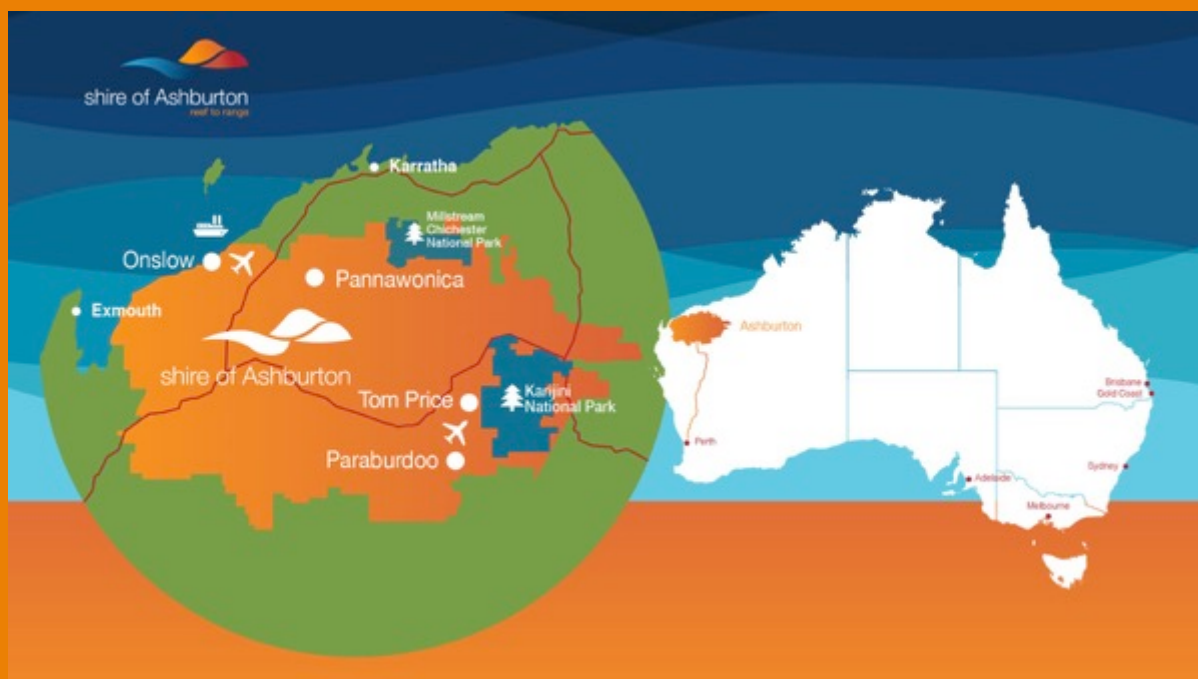 shire of Ashburton
reef to range
Karratha
Millstream
Chichester
National Park
Onslow
Pannawonica
Exmouth
shire of Ashburton
Tom Price
Karijini
National Park
Paraburdoo
Ashburton
Perth
Brisbane
Gold Coast
Sydney
Adelaide
Melbourne